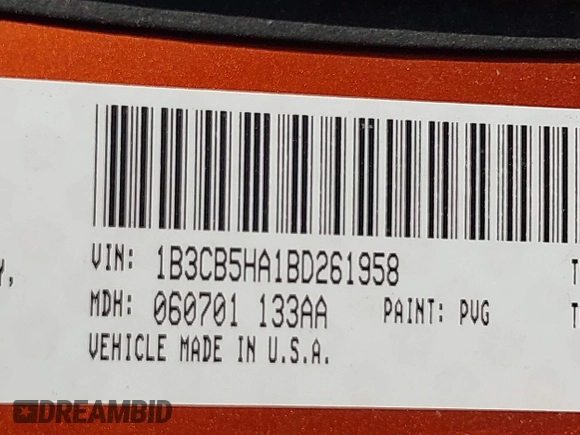 VIN: 1B3CB5HA1BD261958 T
Y,
MDH: 060701 133AA PAINT: PVG T
VEHICLE MADE IN U.S.A.
DREAMBID